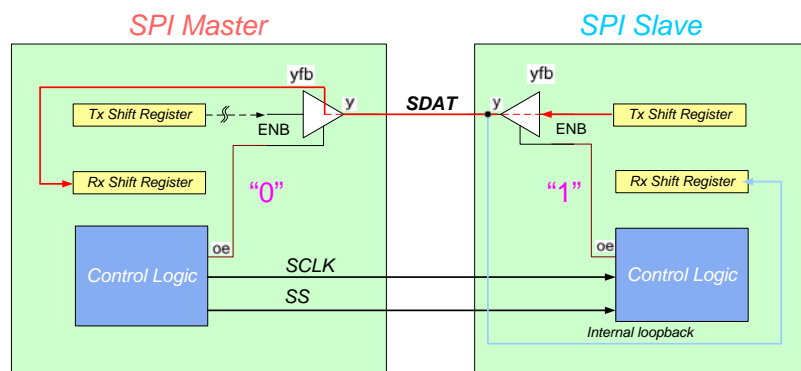 SPI Master
SPI Slave
yfb
yfb
y
SDAT
y
Tx Shift Register
ENB
ENB
Tx Shift Register
Rx Shift Register
“0”
“1”
Rx Shift Register
oe
oe
Control Logic
SCLK
Control Logic
SS
Internal loopback